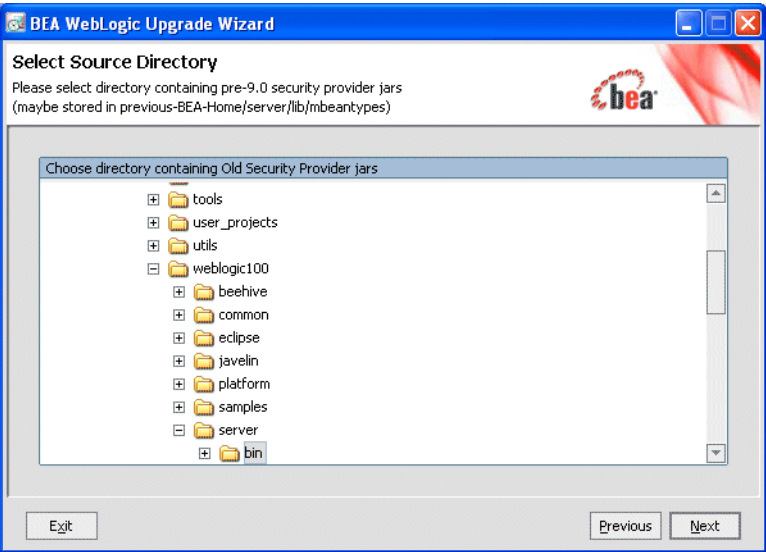 BEA WebLogic Upgrade Wizard
Select Source Directory
Please select directory containing pre-9.0 security provider jars
(maybe stored in previous-BEA-Home/server/lib/mbeantypes)
bea
Choose directory containing Old Security Provider jars
tools
user_projects
utils
weblogic100
beehive
common
eclipse
javelin
platform
samples
server
bin
Exit
Previous
Next